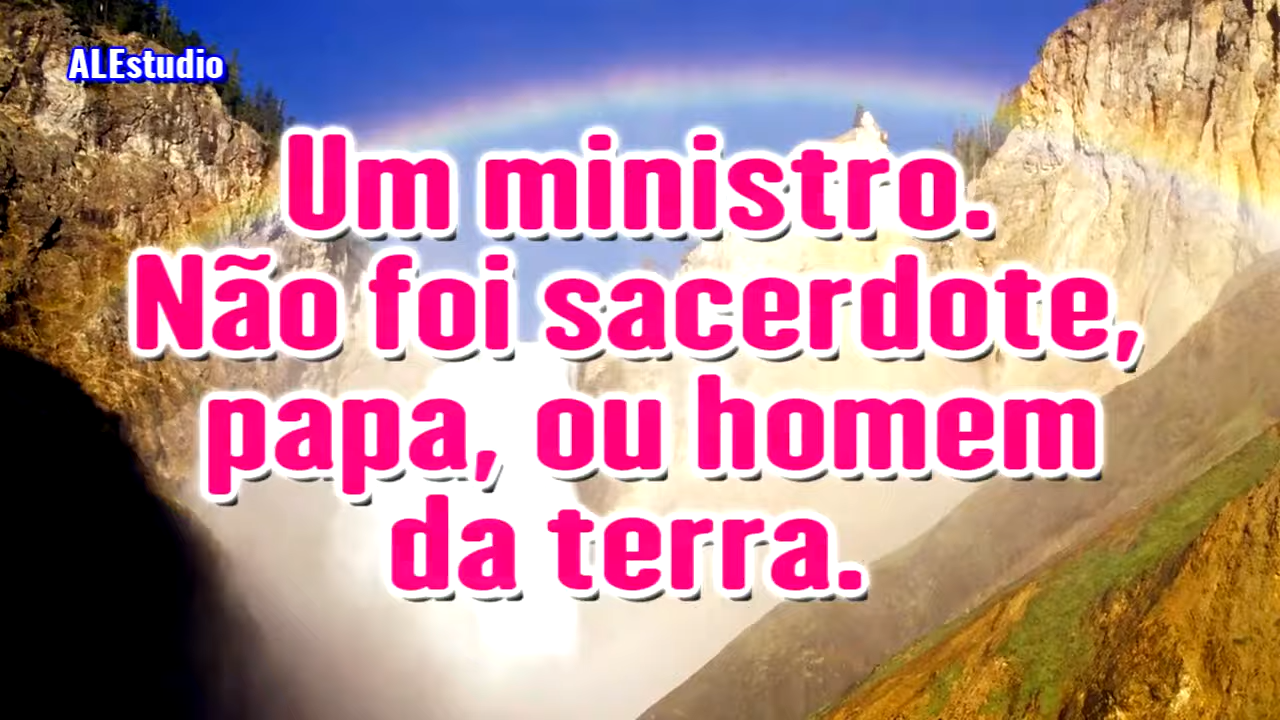 ALEstudio
Um ministro.
Não foi sacerdote,
papa, ou homem
da terra.